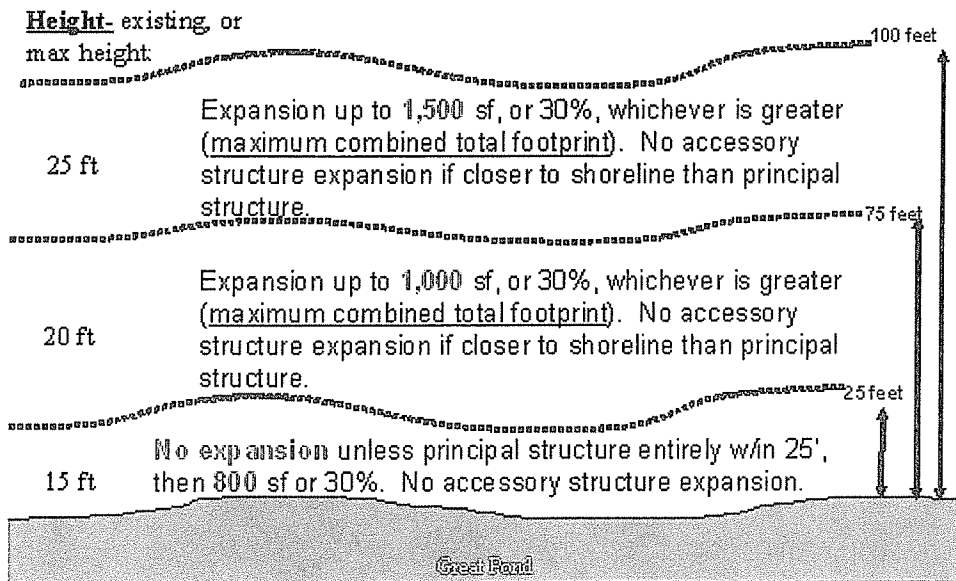 Height- existing, or
max height:
100 feet
Expansion up to 1,500 sf, or 30%, whichever is greater
(maximum combined total footprint). No accessory
25 ft
structure expansion if closer to shoreline than principal
structure.
75 feet
Expansion up to 1,000 sf, or 30%, whichever is greater
(maximum combined total footprint). No accessory
20 ft
structure expansion if closer to shoreline than principal
structure.
25 feet
No expansion unless principal structure entirely w/in 25',
15 ft
then 800 sf or 30%. No accessory structure expansion.
Great Pond